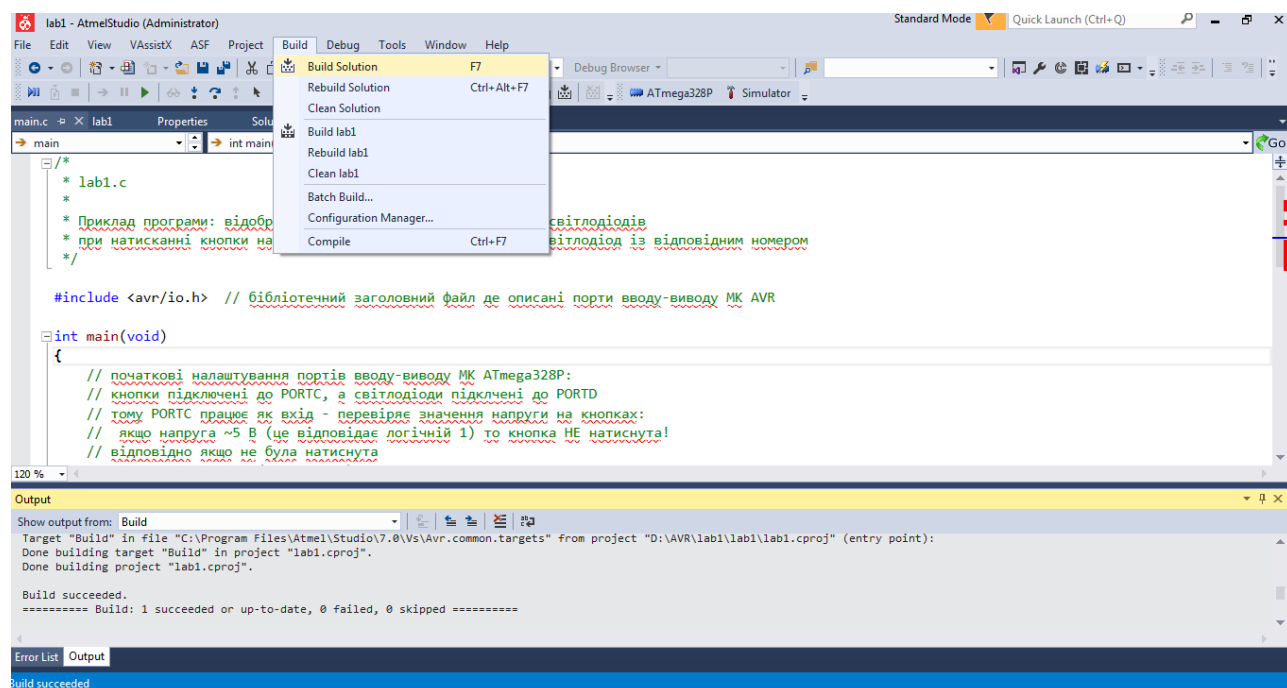 lab1 - AtmelStudio (Administrator)
Standard Mode
Quick Launch (Ctrl+Q)
File Edit View VAssistX ASF Project Build Debug Tools Window Help
Build Solution F7
Debug Browser
Rebuild Solution Ctrl+Alt+F7
ATmega328P Simulator
Clean Solution
main.c lab1 Properties Solu
Build lab1
main
int main
Go
Rebuild lab1
Clean lab1
Batch Build...
Configuration Manager...
Compile Ctrl+F7
/*
* lab1.c
*
* Приклад програми: відобр світлодіодів
* при натисканні кнопки на вітлодіод із відповідним номером
*/
#include <avr/io.h> // бібліотечний заголовний файл де описані порти вводу-виводу МК AVR
int main(void)
{
// початкові налаштування портів вводу-виводу МК ATmega328P:
// кнопки підключені до PORTC, а світлодіоди підклчені до PORTD
// тому PORTC працює як вхід - перевіряє значення напруги на кнопках:
// якщо напруга ~5 В (це відповідає логічній 1) то кнопка НЕ натиснута!
// відповідно якщо не була натиснута
120 %
Output
Show output from: Build
Target "Build" in file "C:\Program Files\Atmel\Studio\7.0\Vs\Avr.common.targets" from project "D:\AVR\lab1\lab1\lab1.cproj" (entry point):
Done building target "Build" in project "lab1.cproj".
Done building project "lab1.cproj".
Build succeeded.
========== Build: 1 succeeded or up-to-date, 0 failed, 0 skipped ==========
Error List Output
Build succeeded